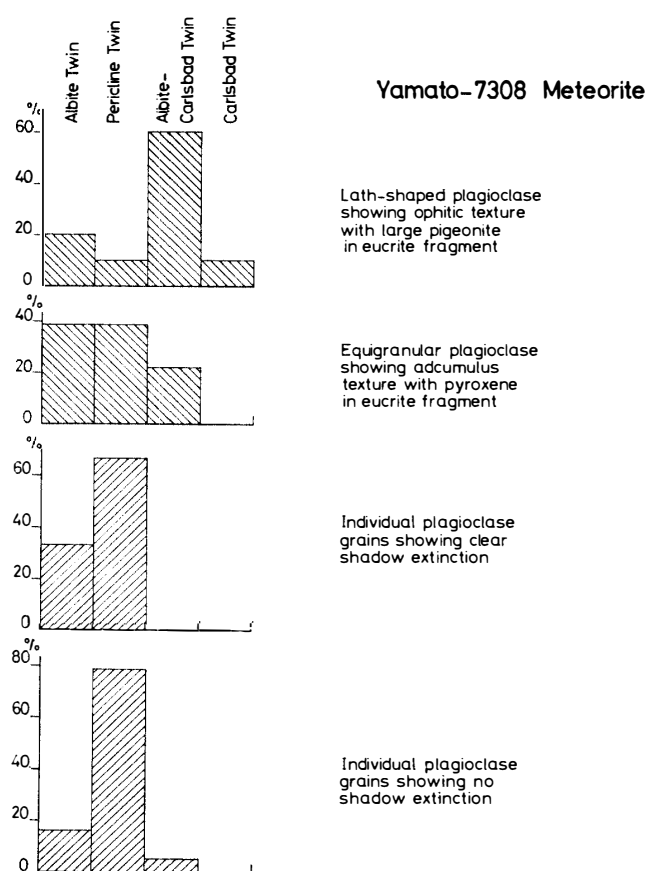 Albite Twin
Pericline Twin
Albite-
Carlsbad Twin
Carlsbad Twin
Yamato-7308 Meteorite
%
60
40
20
0
Lath-shaped plagioclase
showing ophitic texture
with large pigeonite
in eucrite fragment
%
40
20
0
Equigranular plagioclase
showing adcumulus
texture with pyroxene
in eucrite fragment
%
60
40
20
0
Individual plagioclase
grains showing clear
shadow extinction
%
80
60
40
20
0
Individual plagioclase
grains showing no
shadow extinction